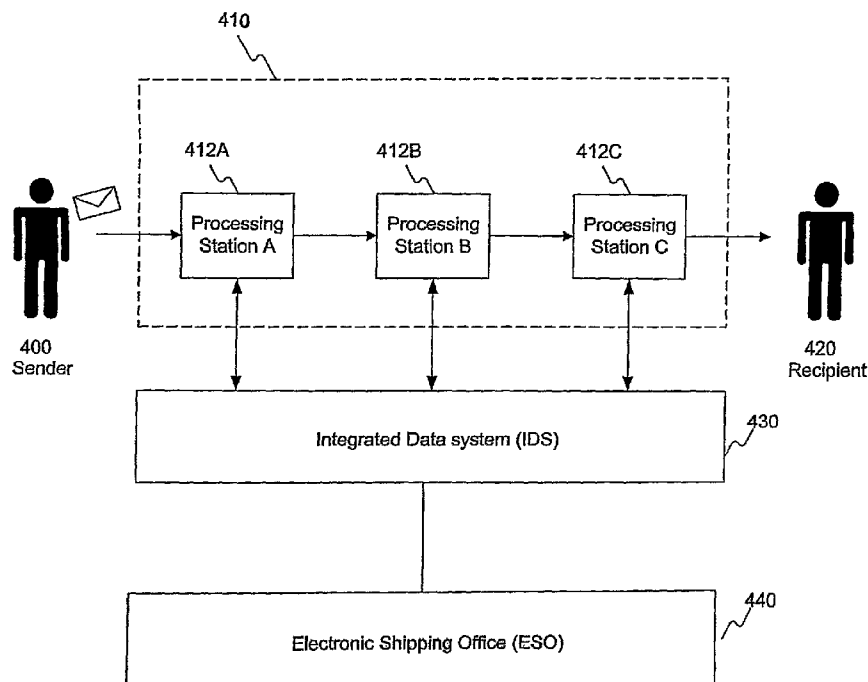 410
412A
412B
412C
Processing
Station A
Processing
Station B
Processing
Station C
400
Sender
420
Recipient
Integrated Data system (IDS)
430
Electronic Shipping Office (ESO)
440